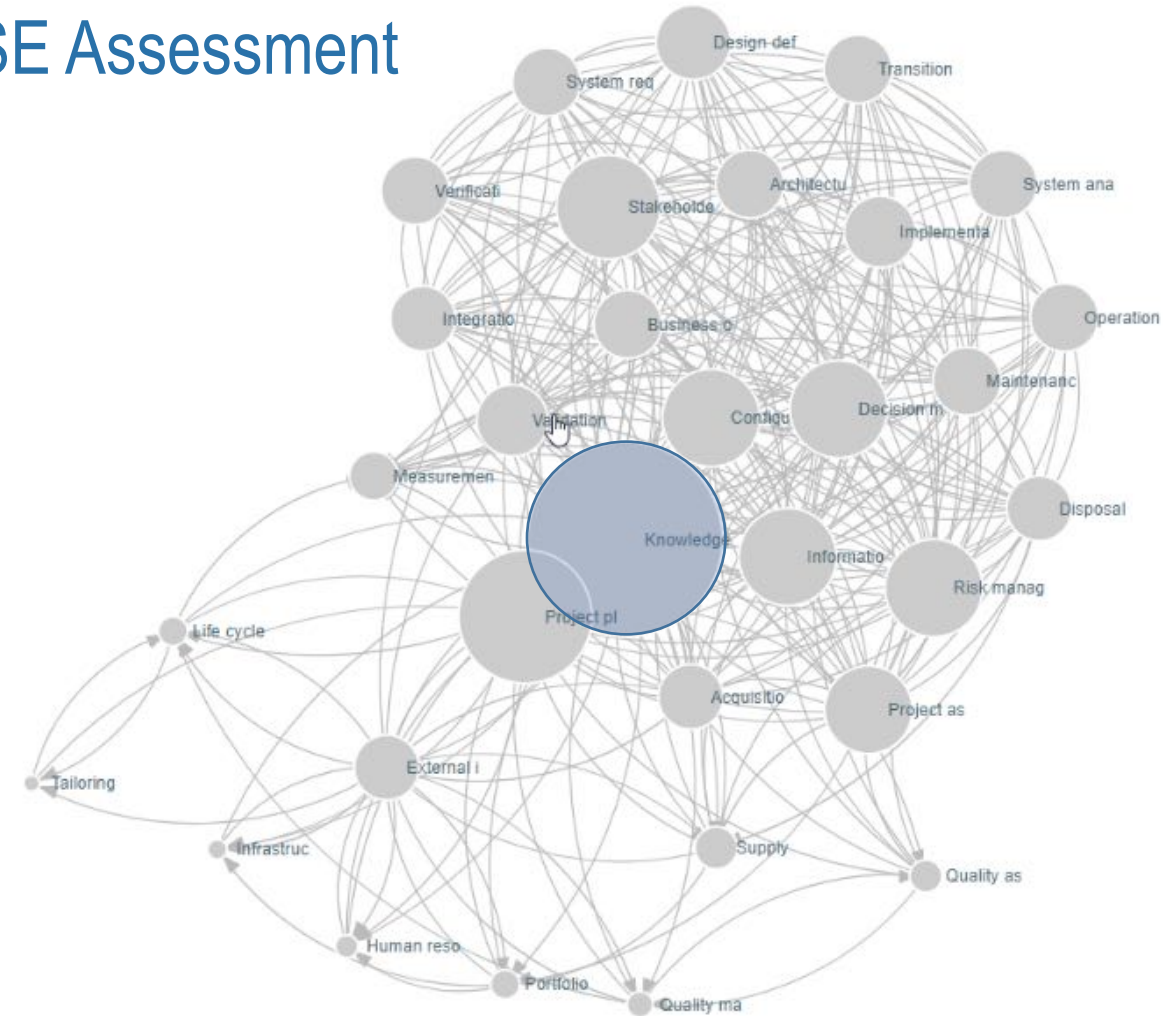 SE Assessment
Design def
Transition
System req
Verificati
Stakeholde
Architectu
System ana
Implementa
Integratio
Business o
Operation
Maintenanc
Validation
Configu
Decision m
Measuremen
Disposal
Knowledge
Informatio
Risk manag
Project pl
Life cycle
Acquisitio
Project as
External i
Tailoring
Infrastruc
Supply
Quality as
Human reso
Portfolio
Quality ma